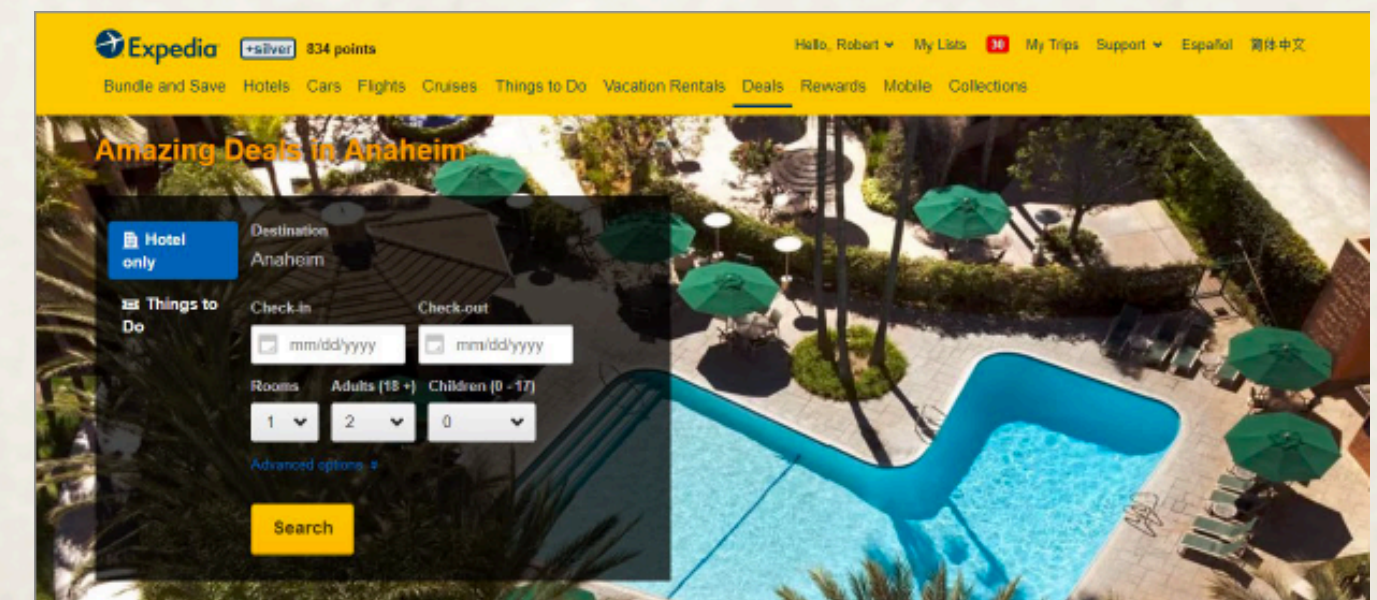 Expedia +silver 834 points Hello, Robert My Lists 30 My Trips Support Español 简体中文
Bundle and Save Hotels Cars Flights Cruises Things to Do Vacation Rentals Deals Rewards Mobile Collections
Amazing Deals in Anaheim
Hotel only
Things to Do
Destination
Anaheim
Check-in Check-out
mm/dd/yyyy mm/dd/yyyy
Rooms Adults (18 +) Children (0 - 17)
1 2 0
Advanced options
Search